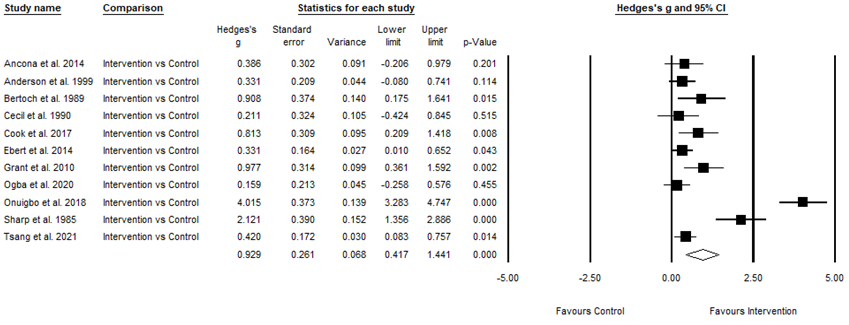 Study name Comparison Statistics for each study Hedges's g and 95% CI
Hedges's Standard Lower Upper
g error Variance limit limit p-Value
Ancona et al. 2014 Intervention vs Control 0.386 0.302 0.091 -0.206 0.979 0.201
Anderson et al. 1999 Intervention vs Control 0.331 0.209 0.044 -0.080 0.741 0.114
Bertoch et al. 1989 Intervention vs Control 0.908 0.374 0.140 0.175 1.641 0.015
Cecil et al. 1990 Intervention vs Control 0.211 0.324 0.105 -0.424 0.845 0.515
Cook et al. 2017 Intervention vs Control 0.813 0.309 0.095 0.209 1.418 0.008
Ebert et al. 2014 Intervention vs Control 0.331 0.164 0.027 0.010 0.652 0.043
Grant et al. 2010 Intervention vs Control 0.977 0.314 0.099 0.361 1.592 0.002
Ogba et al. 2020 Intervention vs Control 0.159 0.213 0.045 -0.258 0.576 0.455
Onuigbo et al. 2018 Intervention vs Control 4.015 0.373 0.139 3.283 4.747 0.000
Sharp et al. 1985 Intervention vs Control 2.121 0.390 0.152 1.356 2.886 0.000
Tsang et al. 2021 Intervention vs Control 0.420 0.172 0.030 0.083 0.757 0.014
0.929 0.261 0.068 0.417 1.441 0.000
-5.00 -2.50 0.00 2.50 5.00
Favours Control Favours Intervention